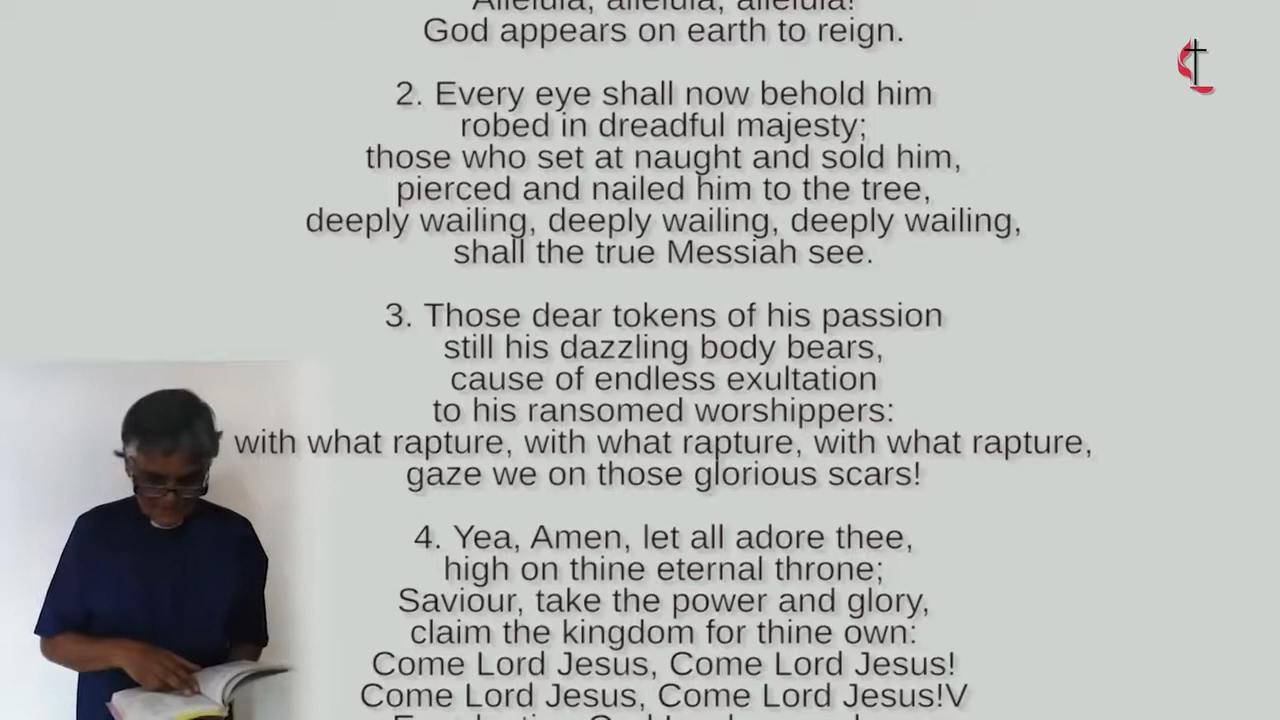 Alleluia, alleluia, alleluia!
God appears on earth to reign.
2. Every eye shall now behold him
robed in dreadful majesty;
those who set at naught and sold him,
pierced and nailed him to the tree,
deeply wailing, deeply wailing, deeply wailing,
shall the true Messiah see.
3. Those dear tokens of his passion
still his dazzling body bears,
cause of endless exultation
to his ransomed worshippers:
with what rapture, with what rapture, with what rapture,
gaze we on those glorious scars!
4. Yea, Amen, let all adore thee,
high on thine eternal throne;
Saviour, take the power and glory,
claim the kingdom for thine own:
Come Lord Jesus, Come Lord Jesus!
Come Lord Jesus, Come Lord Jesus!V